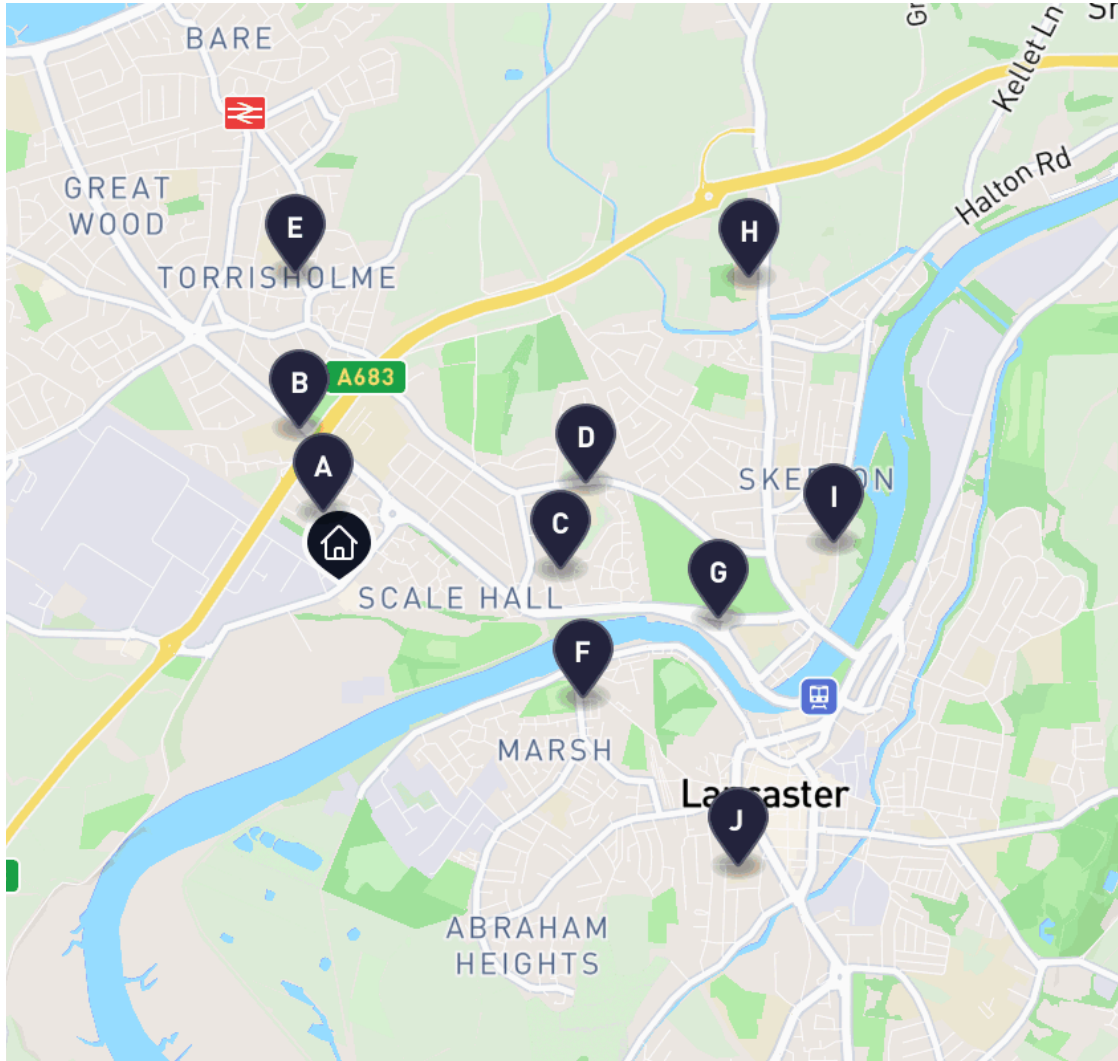 BARE
Kellet Ln
Halton Rd
GREAT
WOOD
E
H
TORRISHOLME
B
A683
A
D
I
C
SCALE HALL
G
F
MARSH
J
ABRAHAM
HEIGHTS